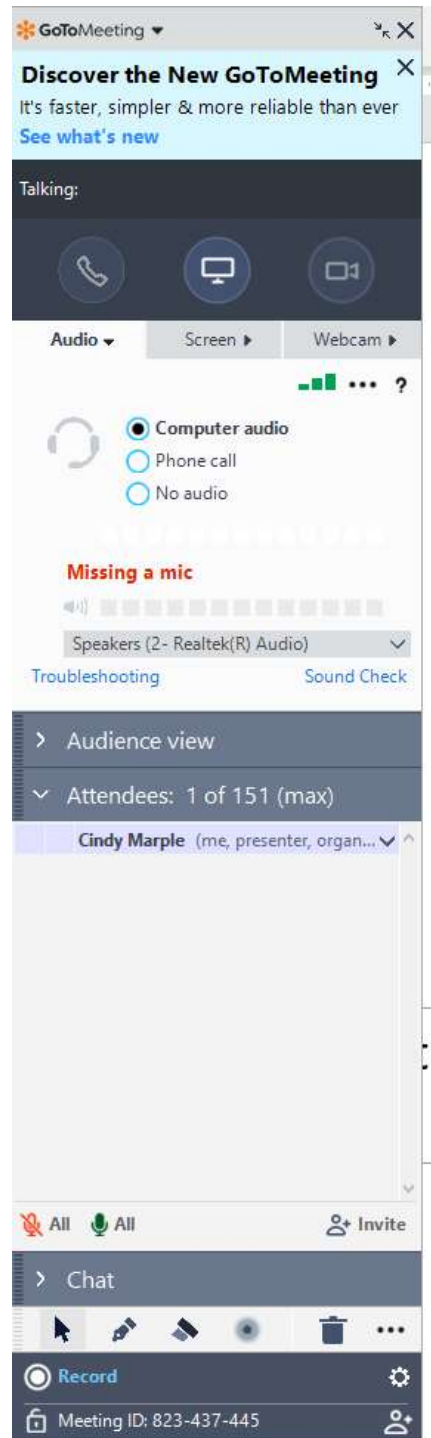 GoToMeeting
Discover the New GoToMeeting
It's faster, simpler & more reliable than ever
See what's new
Talking:
Audio Screen Webcam
?
Computer audio
Phone call
No audio
Missing a mic
Speakers (2- Realtek(R) Audio)
Troubleshooting Sound Check
Audience view
Attendees: 1 of 151 (max)
Cindy Marple (me, presenter, organ...
All All Invite
Chat
Record
Meeting ID: 823-437-445